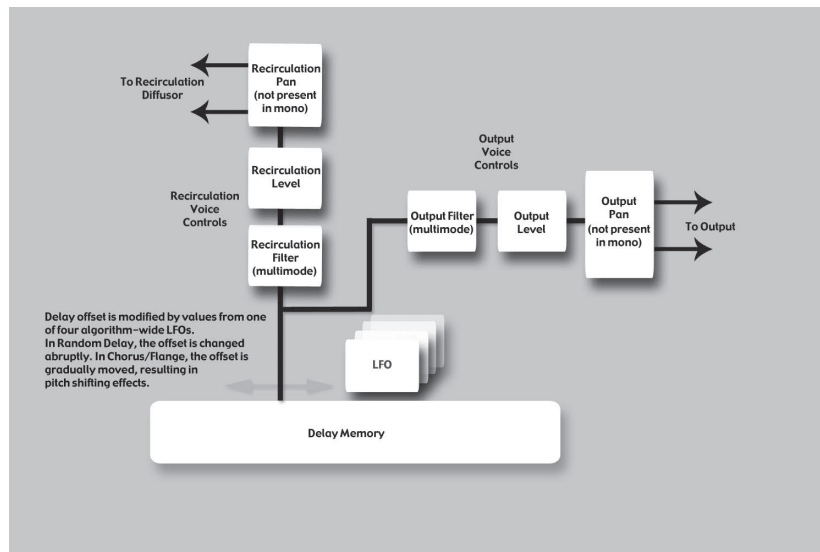 Recirculation
Pan
(not present
in mono)
To Recirculation
Diffusor
Recirculation
Level
Recirculation
Voice
Controls
Recirculation
Filter
(multimode)
Output
Voice
Controls
Output Filter
(multimode)
Output
Level
Output
Pan
(not present
in mono)
To Output
Delay offset is modified by values from one
of four algorithm-wide LFOs.
In Random Delay, the offset is changed
abruptly. In Chorus/Flange, the offset is
gradually moved, resulting in
pitch shifting effects.
LFO
Delay Memory